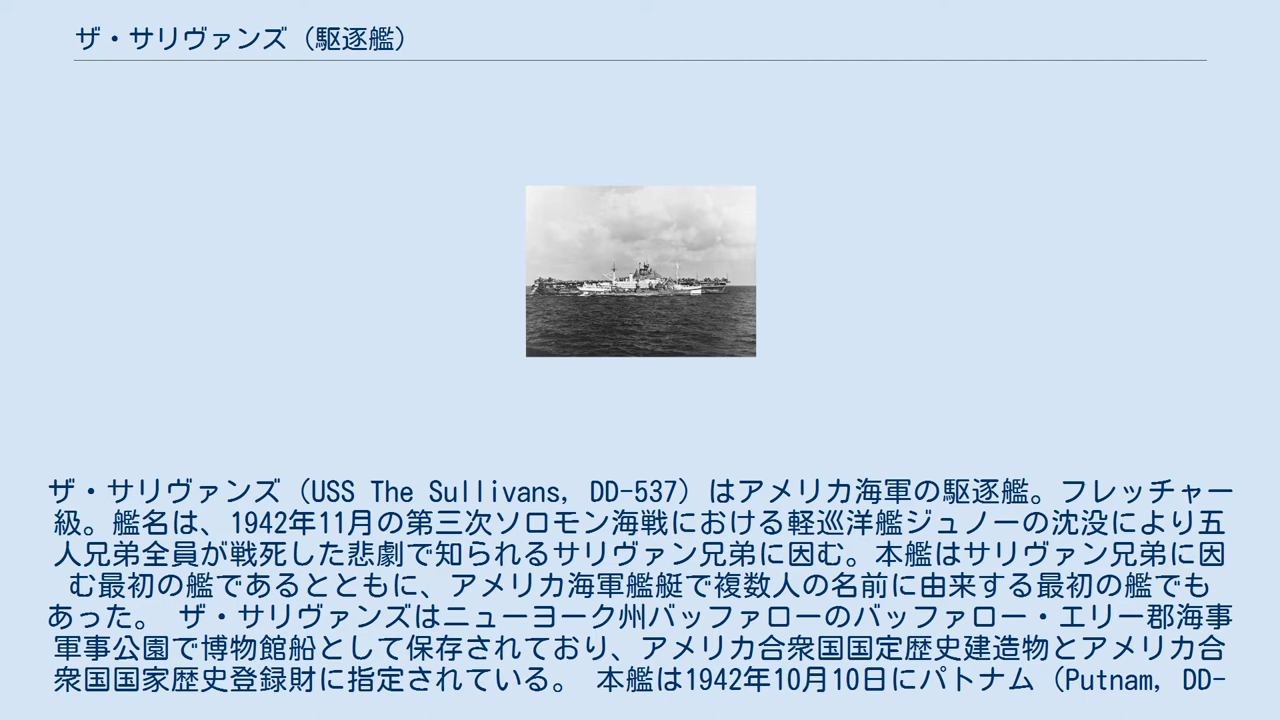 ザ・サリヴァンズ（駆逐艦）
ザ・サリヴァンズ（USS The Sullivans, DD-537）はアメリカ海軍の駆逐艦。フレッチャー
級。艦名は、1942年11月の第三次ソロモン海戦における軽巡洋艦ジュノーの沈没により五
人兄弟全員が戦死した悲劇で知られるサリヴァン兄弟に因む。本艦はサリヴァン兄弟に因
む最初の艦であるとともに、アメリカ海軍艦艇で複数人の名前に由来する最初の艦でも
あった。 ザ・サリヴァンズはニューヨーク州バッファローのバッファロー・エリー郡海事
軍事公園で博物館船として保存されており、アメリカ合衆国国定歴史建造物とアメリカ合
衆国国家歴史登録財に指定されている。 本艦は1942年10月10日にパトナム（Putnam, DD-